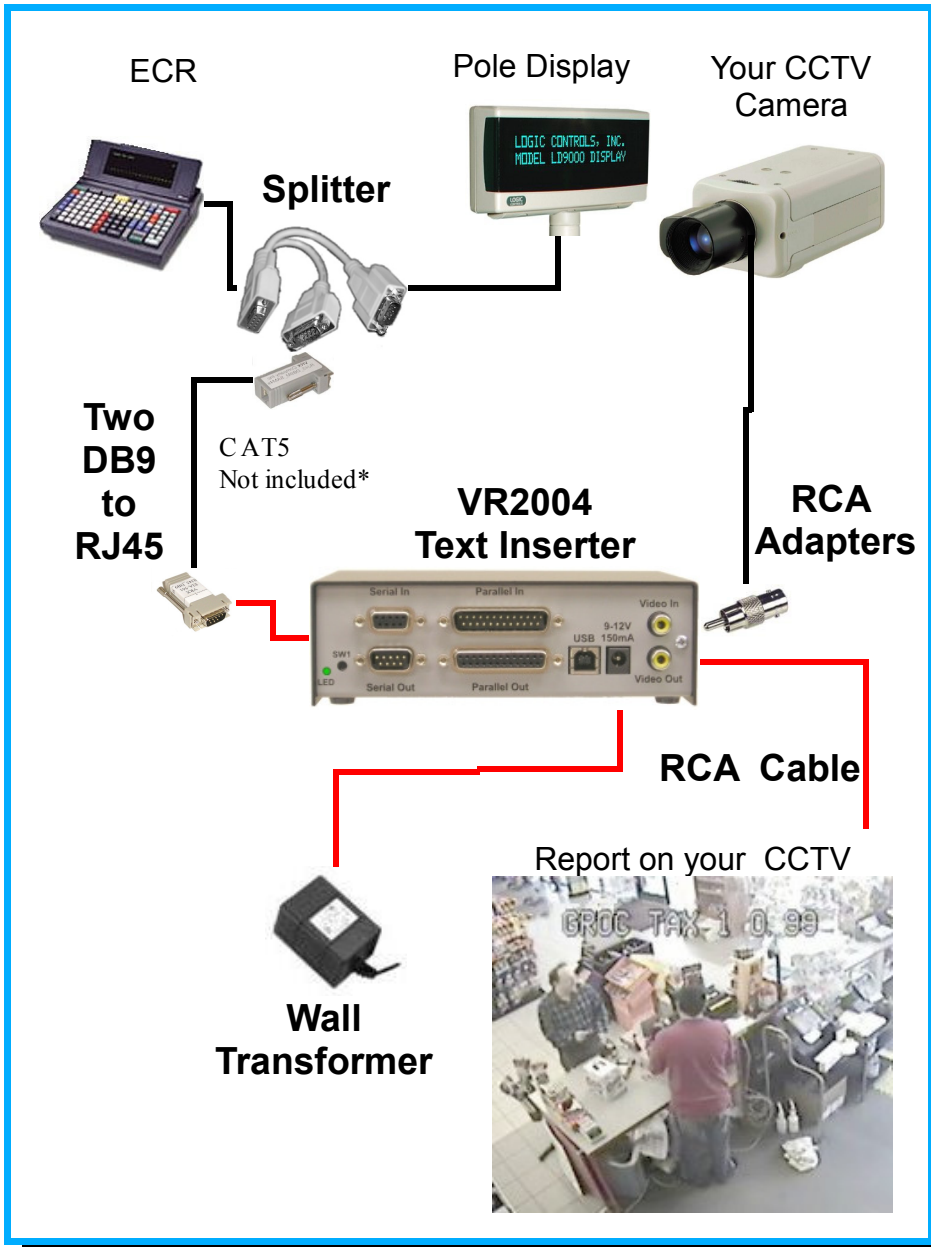 ECR
Pole Display
Your CCTV
Camera
LOGIC CONTROLS, INC.
MODEL LD9000 DISPLAY
LOGIC
CONTROLS
Splitter
Two
DB9
to
RJ45
CAT5
Not included*
VR2004
Text Inserter
RCA
Adapters
Serial In
Parallel In
Video In
9-12V
USB 150mA
SW1
LED
Serial Out
Parallel Out
Video Out
RCA Cable
Report on your CCTV
GROC TAX-1 0.99
Wall
Transformer